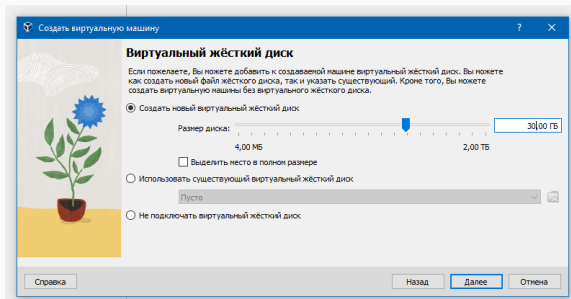 Создать виртуальную машину
Виртуальный жёсткий диск
Если пожелаете, Вы можете добавить к создаваемой машине виртуальный жёсткий диск. Вы можете
как создать новый файл жёсткого диска, так и указать существующий. Кроме того, Вы можете
создать виртуальную машину без виртуального жёсткого диска.
Создать новый виртуальный жёсткий диск
Размер диска: 30,00 ГБ
4,00 МБ 2,00 ТБ
Выделить место в полном размере
Использовать существующий виртуальный жёсткий диск
Пусто
Не подключать виртуальный жёсткий диск
Справка Назад Далее Отмена